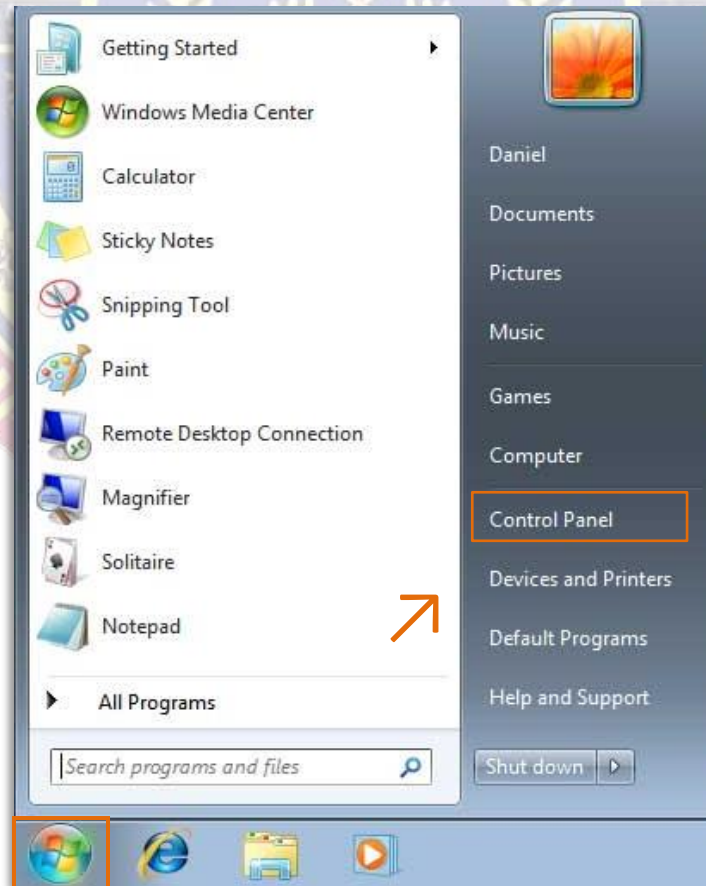 Getting Started
Windows Media Center
Calculator
Sticky Notes
Snipping Tool
Paint
Remote Desktop Connection
Magnifier
Solitaire
Notepad
All Programs
Search programs and files
Daniel
Documents
Pictures
Music
Games
Computer
Control Panel
Devices and Printers
Default Programs
Help and Support
Shut down